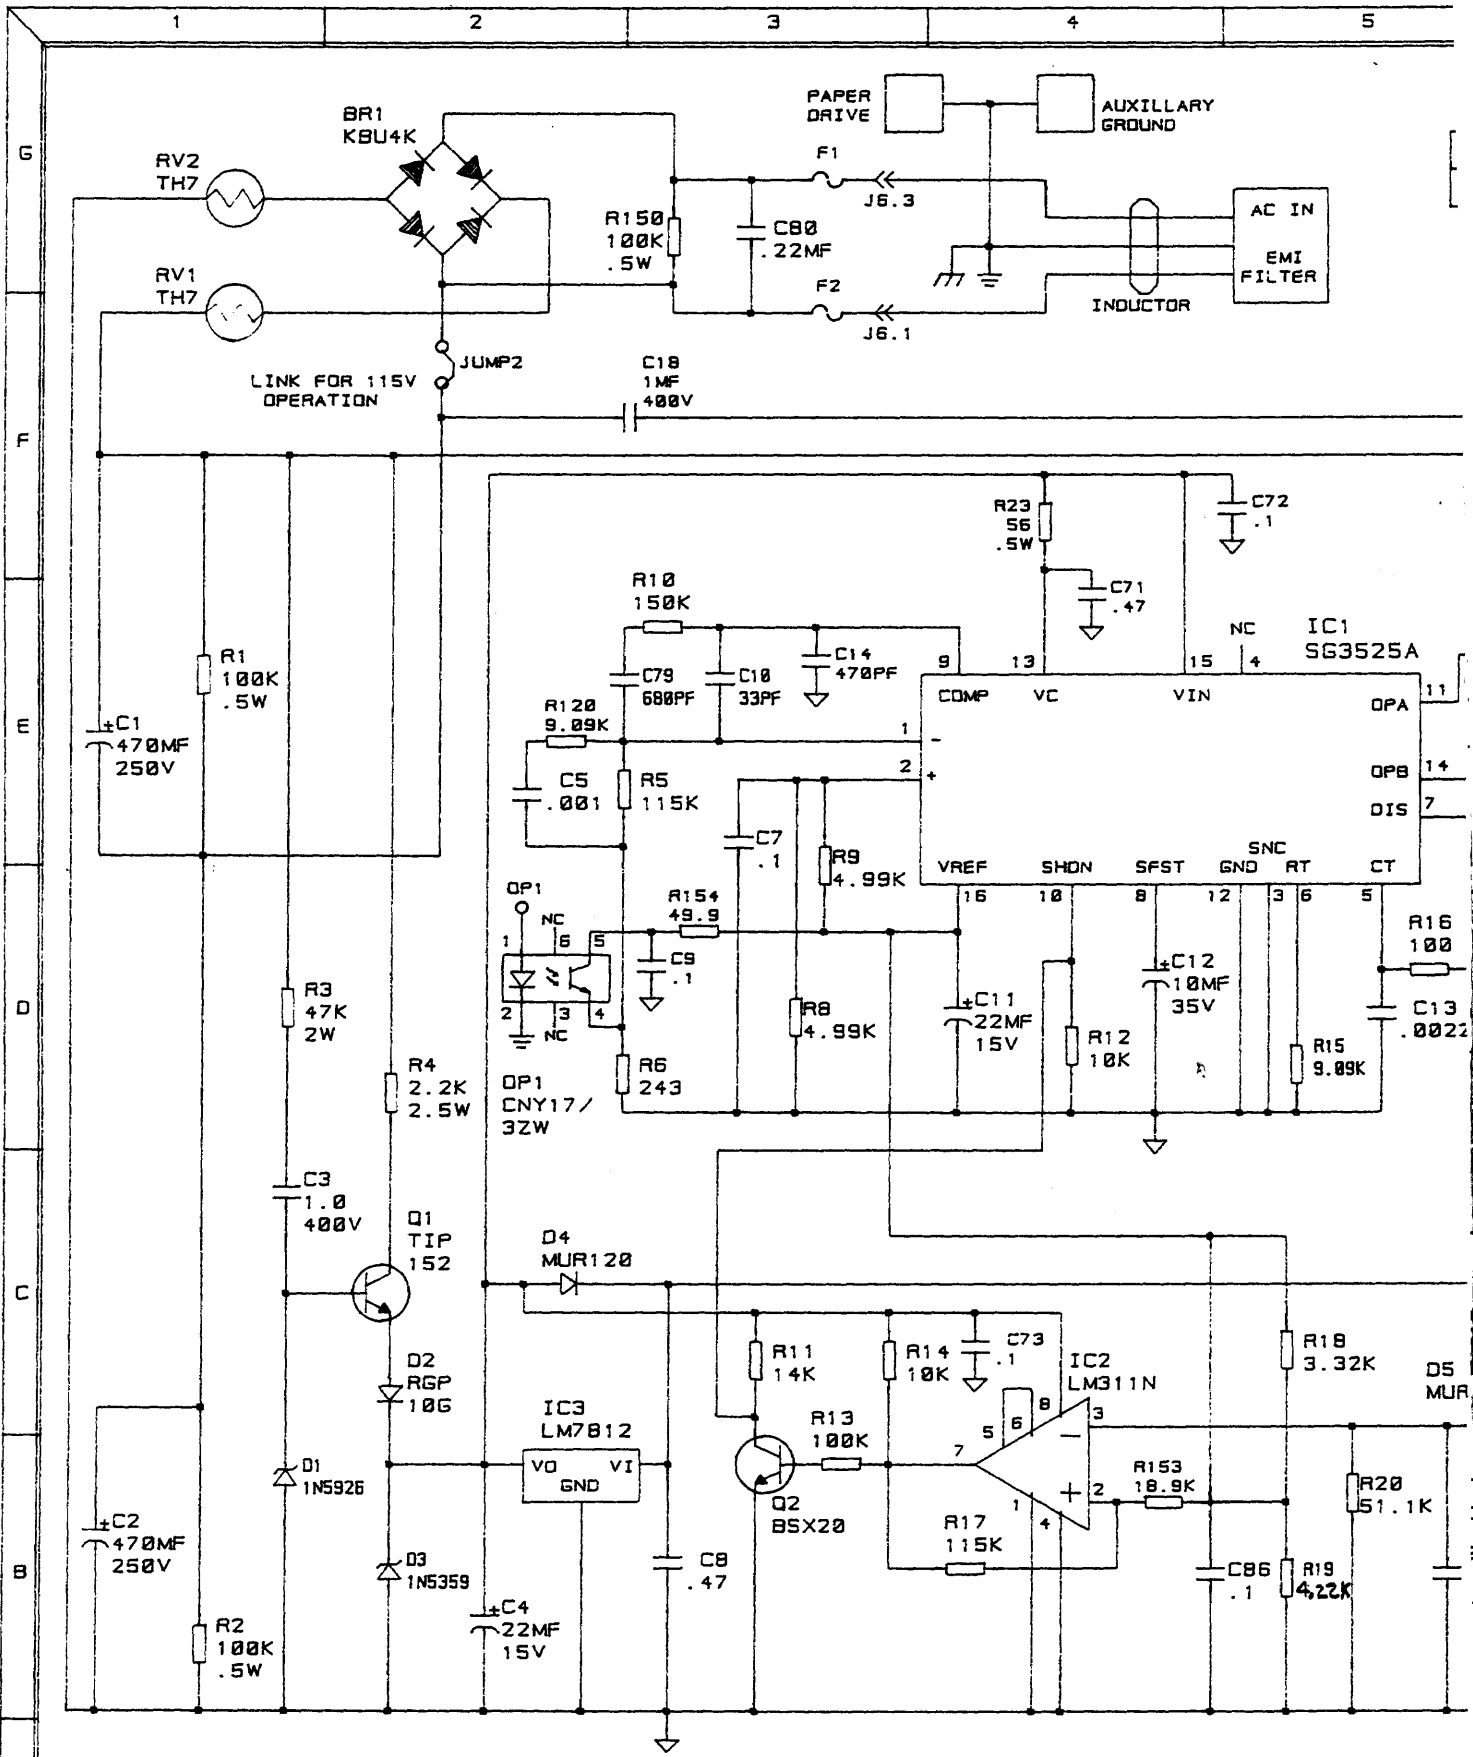 1 2 3 4 5
G
F
E
D
C
B
BR1
KBU4K
RV2
TH7
RV1
TH7
R150
100K
.5W
C80
.22MF
PAPER
DRIVE
AUXILLARY
GROUND
F1
J6.3
F2
J6.1
AC IN
EMI
FILTER
INDUCTOR
JUMP2
LINK FOR 115V
OPERATION
C18
1MF
400V
R23
56
.5W
C72
.1
C71
.47
R10
150K
C79
680PF
C10
33PF
C14
470PF
NC
IC1
SG3525A
9 13 15 4
COMP VC VIN
OPA 11
OPB 14
DIS 7
1 -
2 +
SNC
VREF SHDN SFST GND RT CT
16 10 8 12 3 6 5
R1
100K
.5W
C1
+
470MF
250V
R120
9.09K
C5
.001
R5
115K
C7
.1
R9
4.99K
R154
49.9
OP1
NC
1 6 5
2 3 4
NC
OP1
CNY17/
3ZW
C9
.1
R8
4.99K
R6
243
C11
+
22MF
15V
R12
10K
C12
+
10MF
35V
R15
9.09K
R16
100
C13
.0022
R3
47K
2W
R4
2.2K
2.5W
C3
1.0
400V
Q1
TIP
152
D4
MUR120
D2
RGP
10G
IC3
LM7812
VO VI
GND
R11
14K
R14
10K
C73
.1
IC2
LM311N
5 6 8 3
7
1 4 2
-
+
R13
100K
Q2
BSX20
R17
115K
R153
18.9K
R18
3.32K
D5
MUR
R20
51.1K
C86
.1
R19
4.22K
D1
1N5926
D3
1N5359
C2
+
470MF
250V
R2
100K
.5W
C4
+
22MF
15V
C8
.47